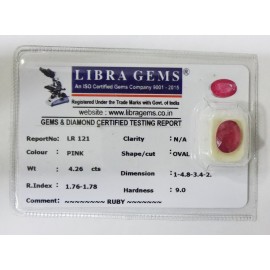 LIBRA GEMS
An ISO Certified Gems Company 9001 - 2015
Registered Under the Trade Marks with Govt. of India
website : www.libragems.co.in
GEMS & DIAMOND CERTIFIED TESTING REPORT
ReportNo: LR 121 Clarity : N/A
Colour : PINK Shape/cut : OVAL
Wt : 4.26 cts Dimension : 1-4.8-3.4-2.
R.Index : 1.76-1.78 Hardness : 9.0
Comment ~~~~~~~~ RUBY ~~~~~~~~